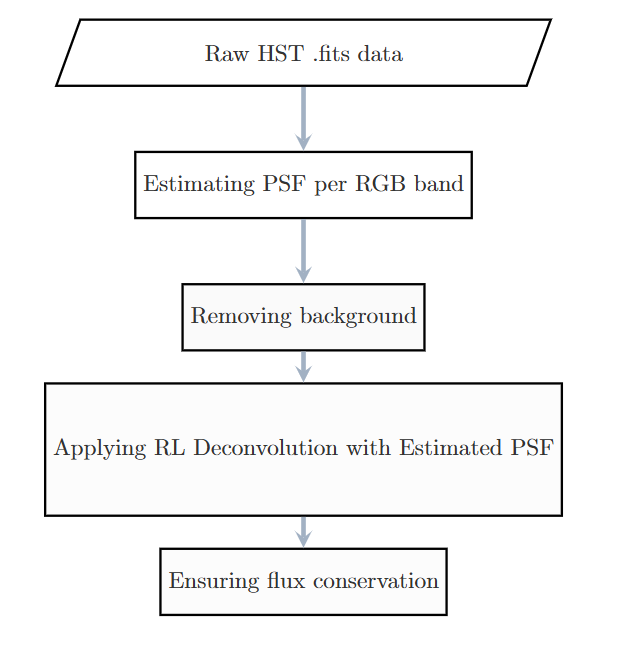 Raw HST .fits data
Estimating PSF per RGB band
Removing background
Applying RL Deconvolution with Estimated PSF
Ensuring flux conservation